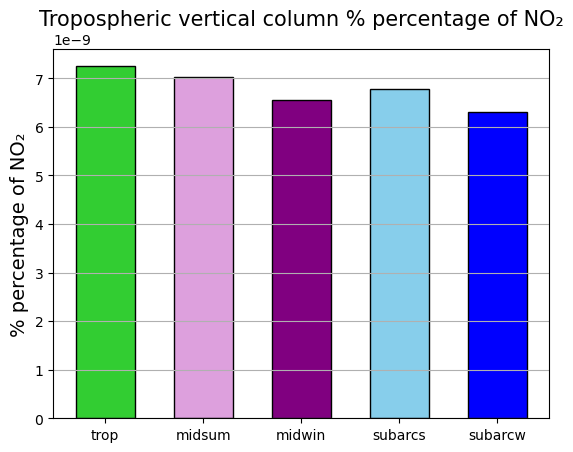 Tropospheric vertical column % percentage of NO₂
1e−9
% percentage of NO₂
7
6
5
4
3
2
1
0
trop midsum midwin subarcs subarcw